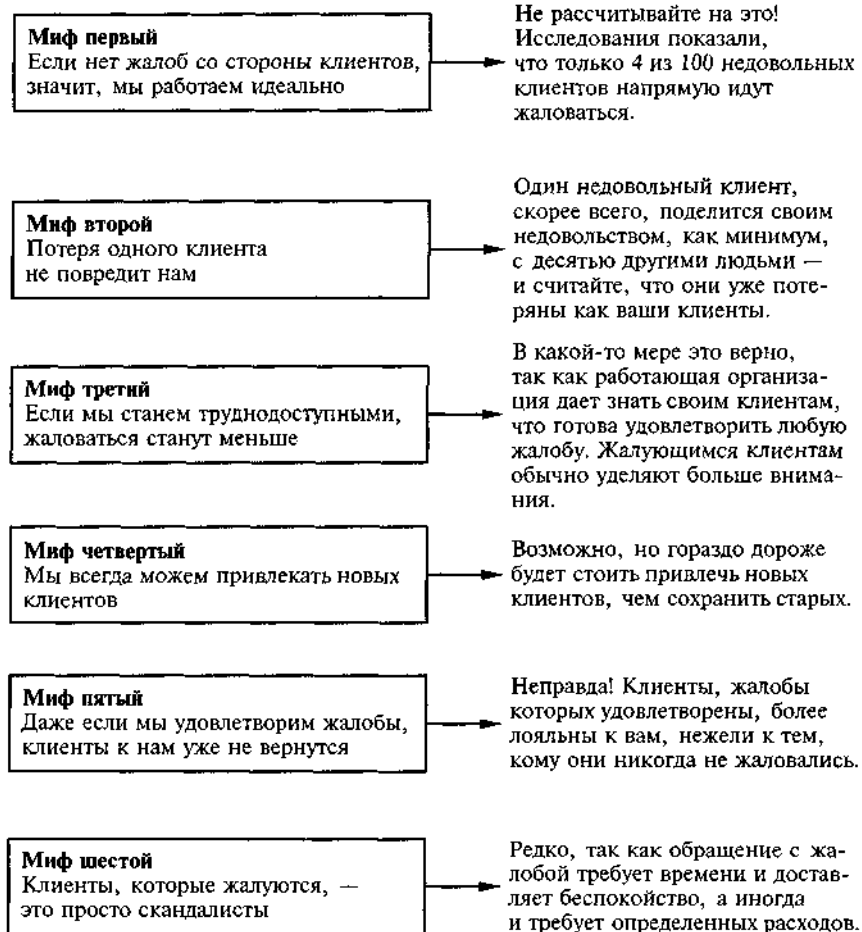 Миф первый
Если нет жалоб со стороны клиентов,
значит, мы работаем идеально
Не рассчитывайте на это!
Исследования показали,
что только 4 из 100 недовольных
клиентов напрямую идут
жаловаться.
Миф второй
Потеря одного клиента
не повредит нам
Один недовольный клиент,
скорее всего, поделится своим
недовольством, как минимум,
с десятью другими людьми —
и считайте, что они уже поте-
ряны как ваши клиенты.
Миф третий
Если мы станем труднодоступными,
жаловаться станут меньше
В какой-то мере это верно,
так как работающая организа-
ция дает знать своим клиентам,
что готова удовлетворить любую
жалобу. Жалующимся клиентам
обычно уделяют больше внима-
ния.
Миф четвертый
Мы всегда можем привлекать новых
клиентов
Возможно, но гораздо дороже
будет стоить привлечь новых
клиентов, чем сохранить старых.
Миф пятый
Даже если мы удовлетворим жалобы,
клиенты к нам уже не вернутся
Неправда! Клиенты, жалобы
которых удовлетворены, более
лояльны к вам, нежели к тем,
кому они никогда не жаловались.
Миф шестой
Клиенты, которые жалуются, —
это просто скандалисты
Редко, так как обращение с жа-
лобой требует времени и достав-
ляет беспокойство, а иногда
и требует определенных расходов.